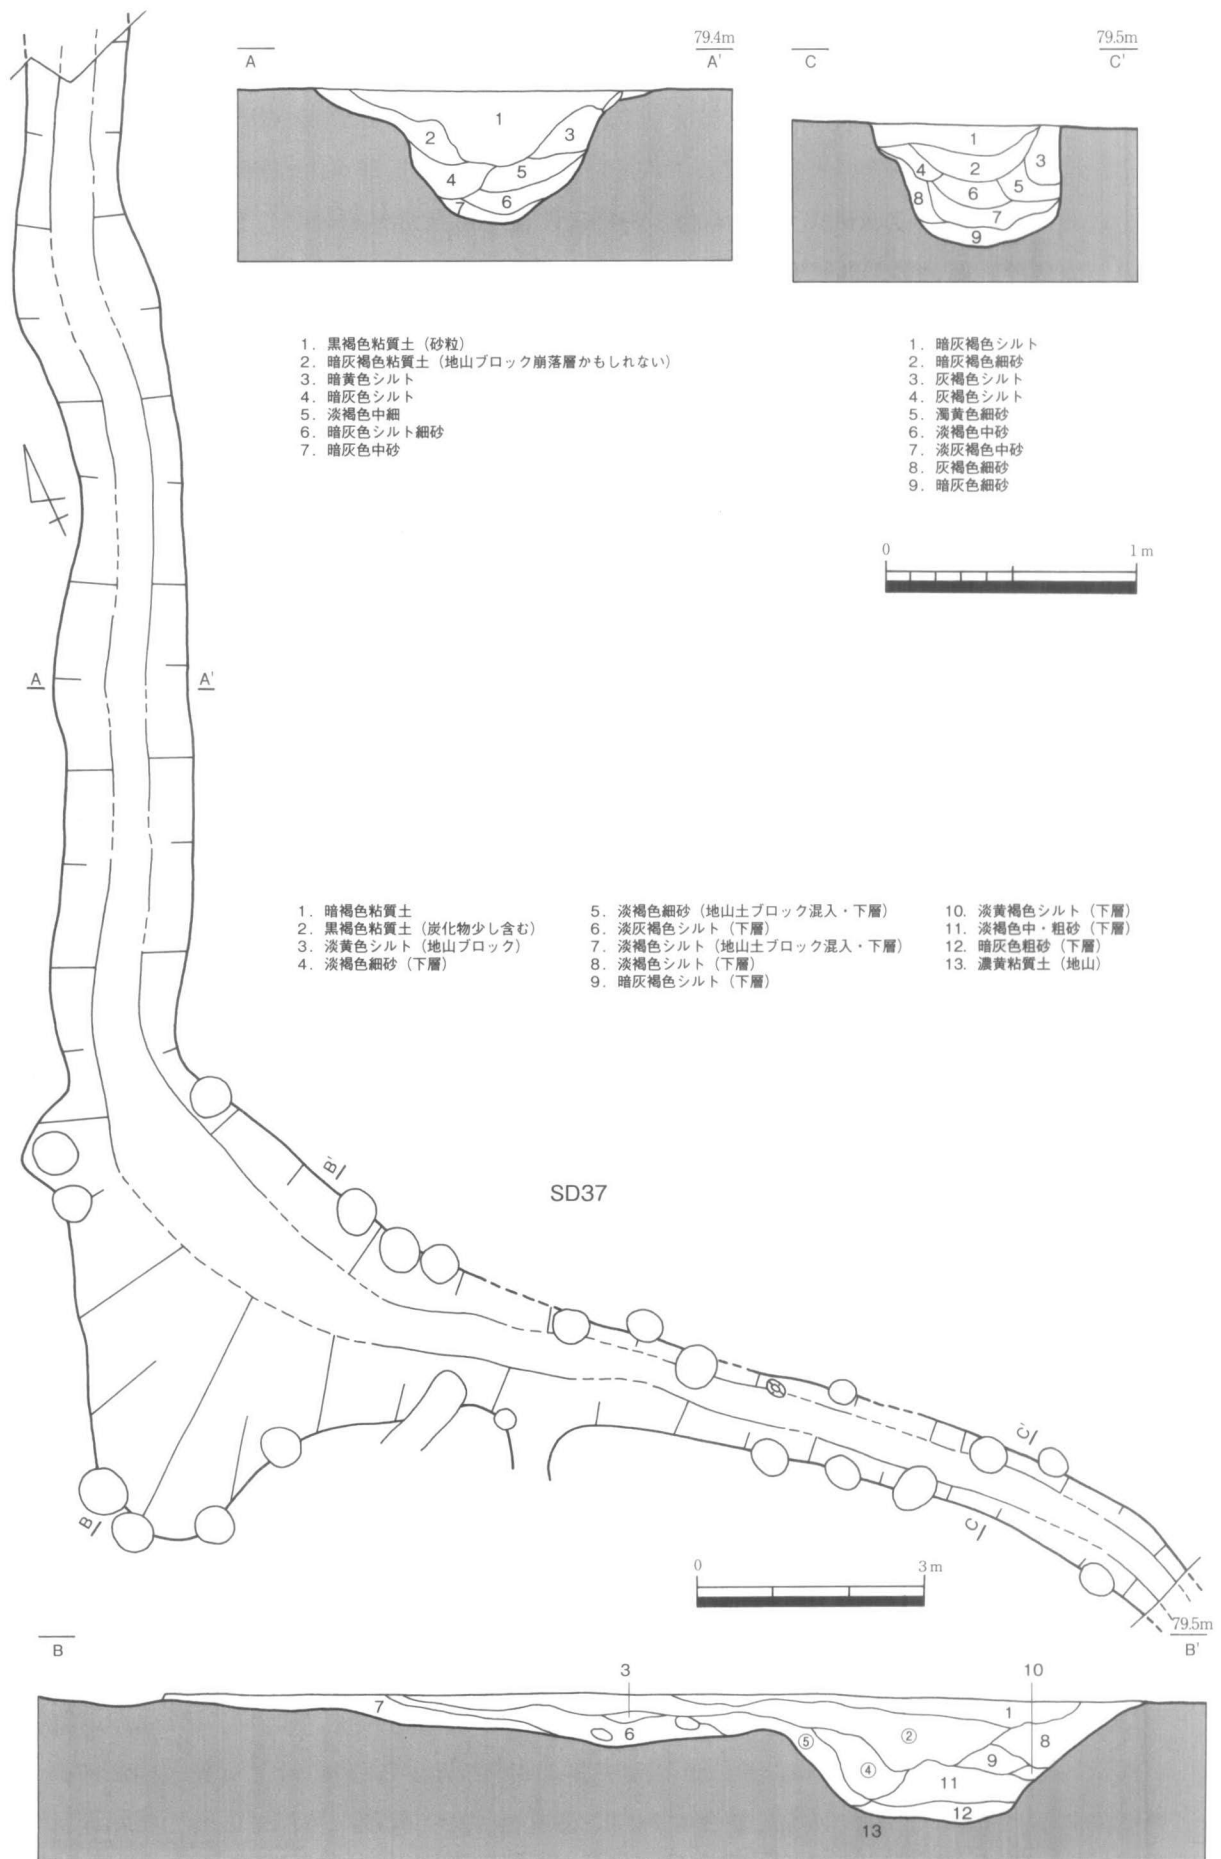 79.4m
A
A'
79.5m
C
C'
1
2
3
4
5
6
7
1
2
3
4
5
6
7
8
9
1. 黒褐色粘質土（砂粒）
2. 暗灰褐色粘質土（地山ブロック崩落層かもしれない）
3. 暗黄色シルト
4. 暗灰色シルト
5. 淡褐色中細
6. 暗灰色シルト細砂
7. 暗灰色中砂
1. 暗灰褐色シルト
2. 暗灰褐色細砂
3. 灰褐色シルト
4. 灰褐色シルト
5. 濁黄色細砂
6. 淡褐色中砂
7. 淡灰褐色中砂
8. 灰褐色細砂
9. 暗灰色細砂
0 1m
A
A'
1. 暗褐色粘質土
2. 黒褐色粘質土（炭化物少し含む）
3. 淡黄色シルト（地山ブロック）
4. 淡褐色細砂（下層）
5. 淡褐色細砂（地山土ブロック混入・下層）
6. 淡灰色シルト（下層）
7. 淡褐色シルト（地山土ブロック混入・下層）
8. 淡褐色シルト（下層）
9. 暗灰褐色シルト（下層）
10. 淡黄褐色シルト（下層）
11. 淡褐色中・粗砂（下層）
12. 暗灰色粗砂（下層）
13. 濃黄粘質土（地山）
B'
SD37
C'
B
C
0 3m
79.5m
B
B'
3
10
7
6
1
②
8
⑤
9
④
11
12
13